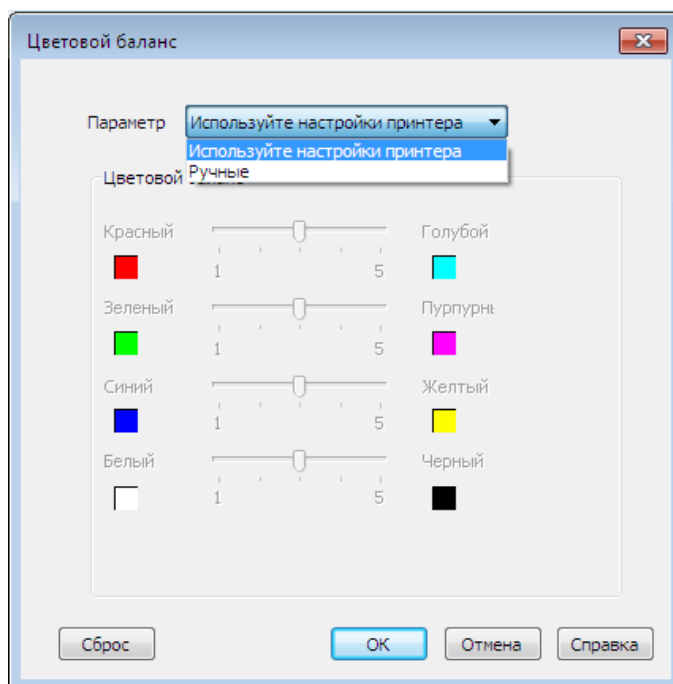 Цветовой баланс
Параметр Используйте настройки принтера
Используйте настройки принтера
Ручные
Цветовой
Красный 1 5 Голубой
Зеленый 1 5 Пурпурнь
Синий 1 5 Желтый
Белый 1 5 Черный
Сброс OK Отмена Справка